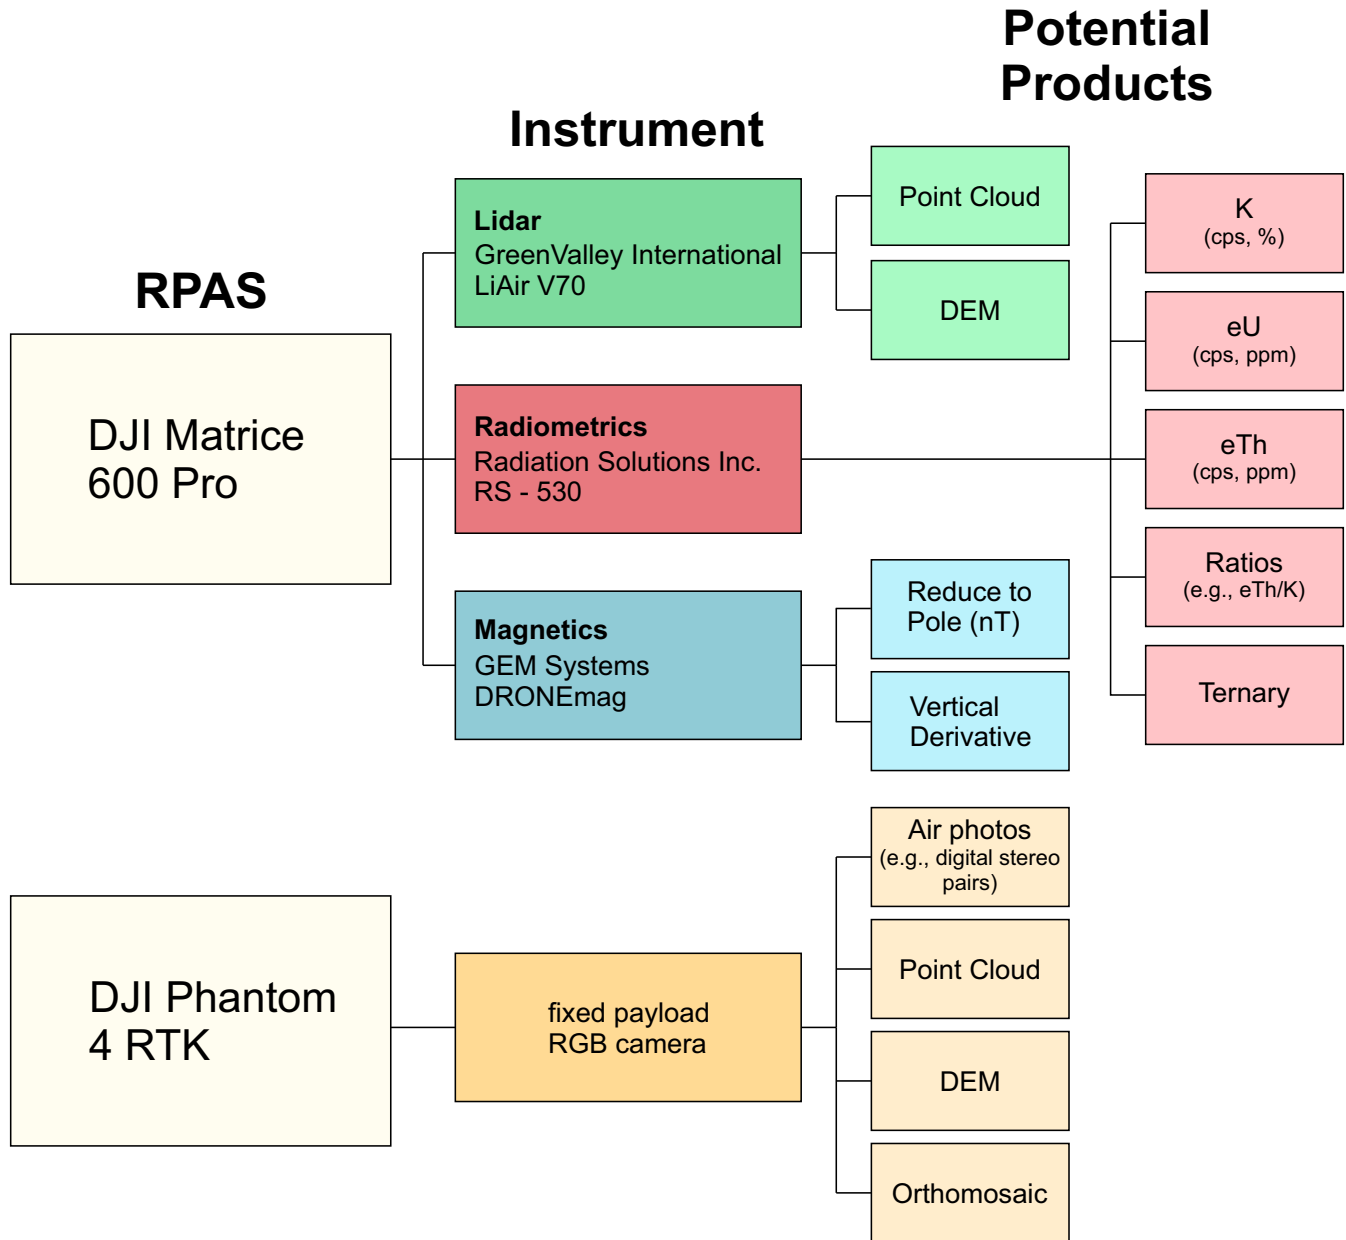 Potential
Products
Instrument
RPAS
DJI Matrice
600 Pro
Lidar
GreenValley International
LiAir V70
Point Cloud
DEM
Radiometrics
Radiation Solutions Inc.
RS - 530
K
(cps, %)
eU
(cps, ppm)
eTh
(cps, ppm)
Ratios
(e.g., eTh/K)
Ternary
Magnetics
GEM Systems
DRONEmag
Reduce to
Pole (nT)
Vertical
Derivative
DJI Phantom
4 RTK
fixed payload
RGB camera
Air photos
(e.g., digital stereo
pairs)
Point Cloud
DEM
Orthomosaic